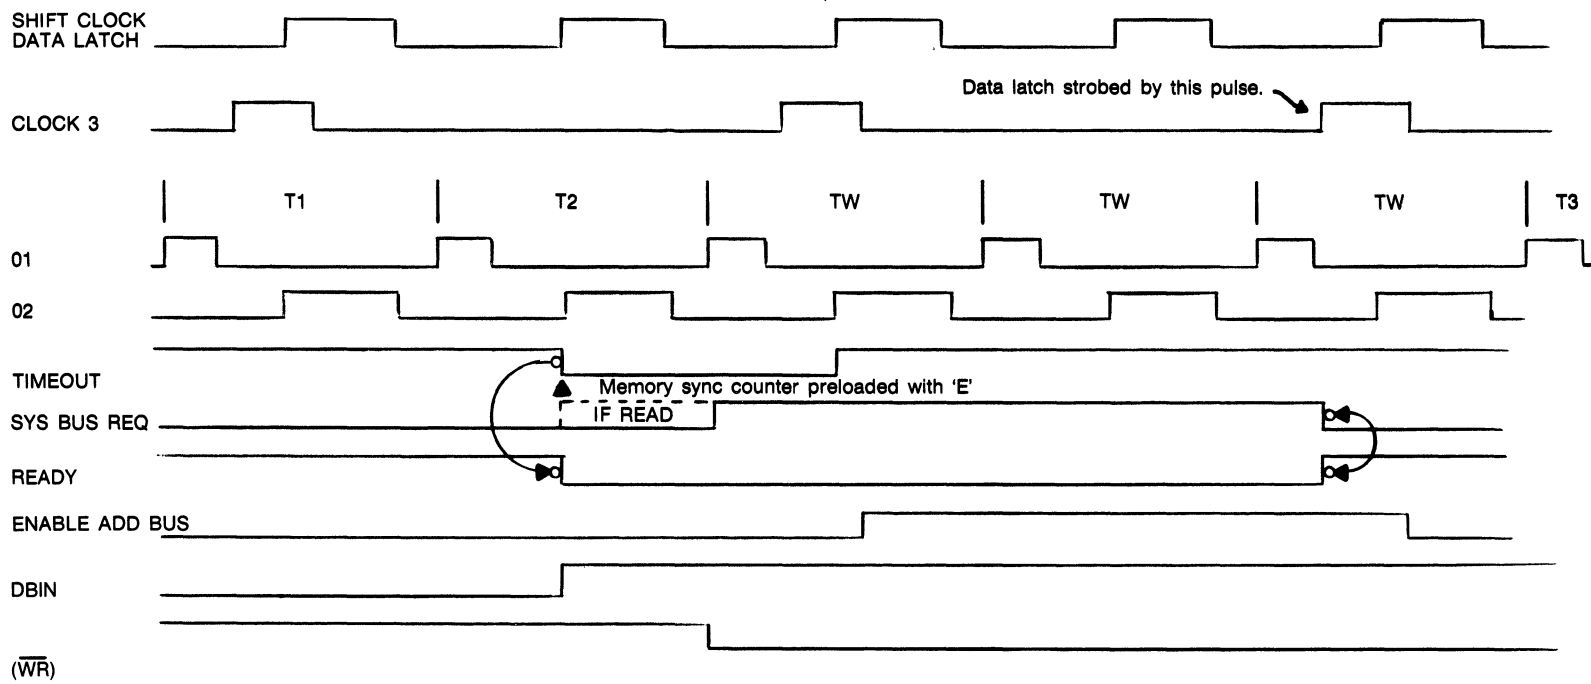 SHIFT CLOCK
DATA LATCH
Data latch strobed by this pulse.
CLOCK 3
T1 T2 TW TW TW T3
01
02
TIMEOUT
Memory sync counter preloaded with 'E'
IF READ
SYS BUS REQ
READY
ENABLE ADD BUS
DBIN
(W̅R̅)